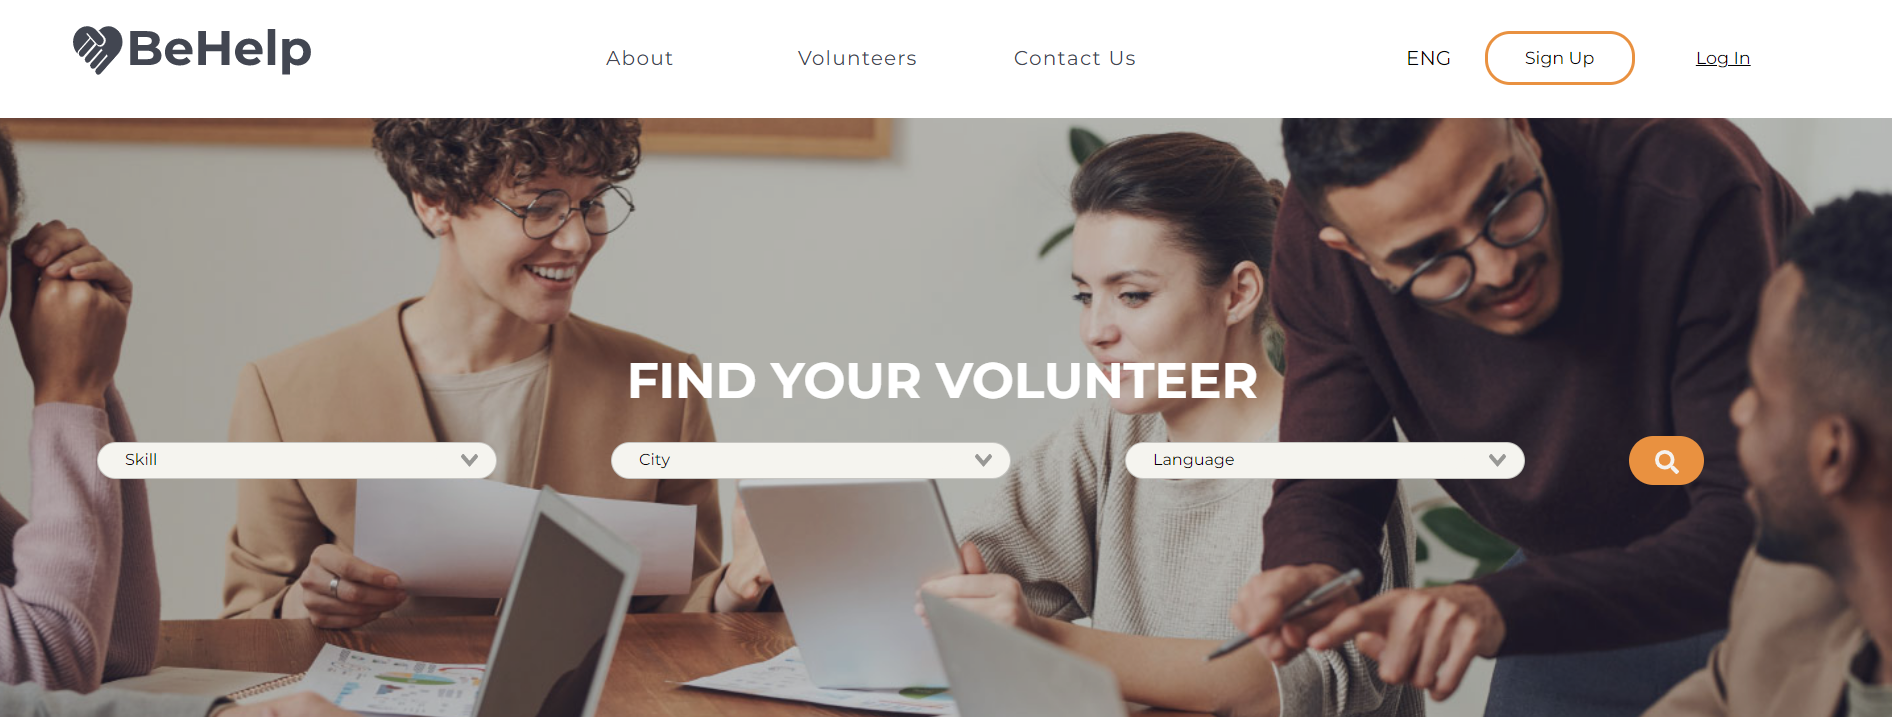 BeHelp
About
Volunteers
Contact Us
ENG
Sign Up
Log In
FIND YOUR VOLUNTEER
Skill
City
Language